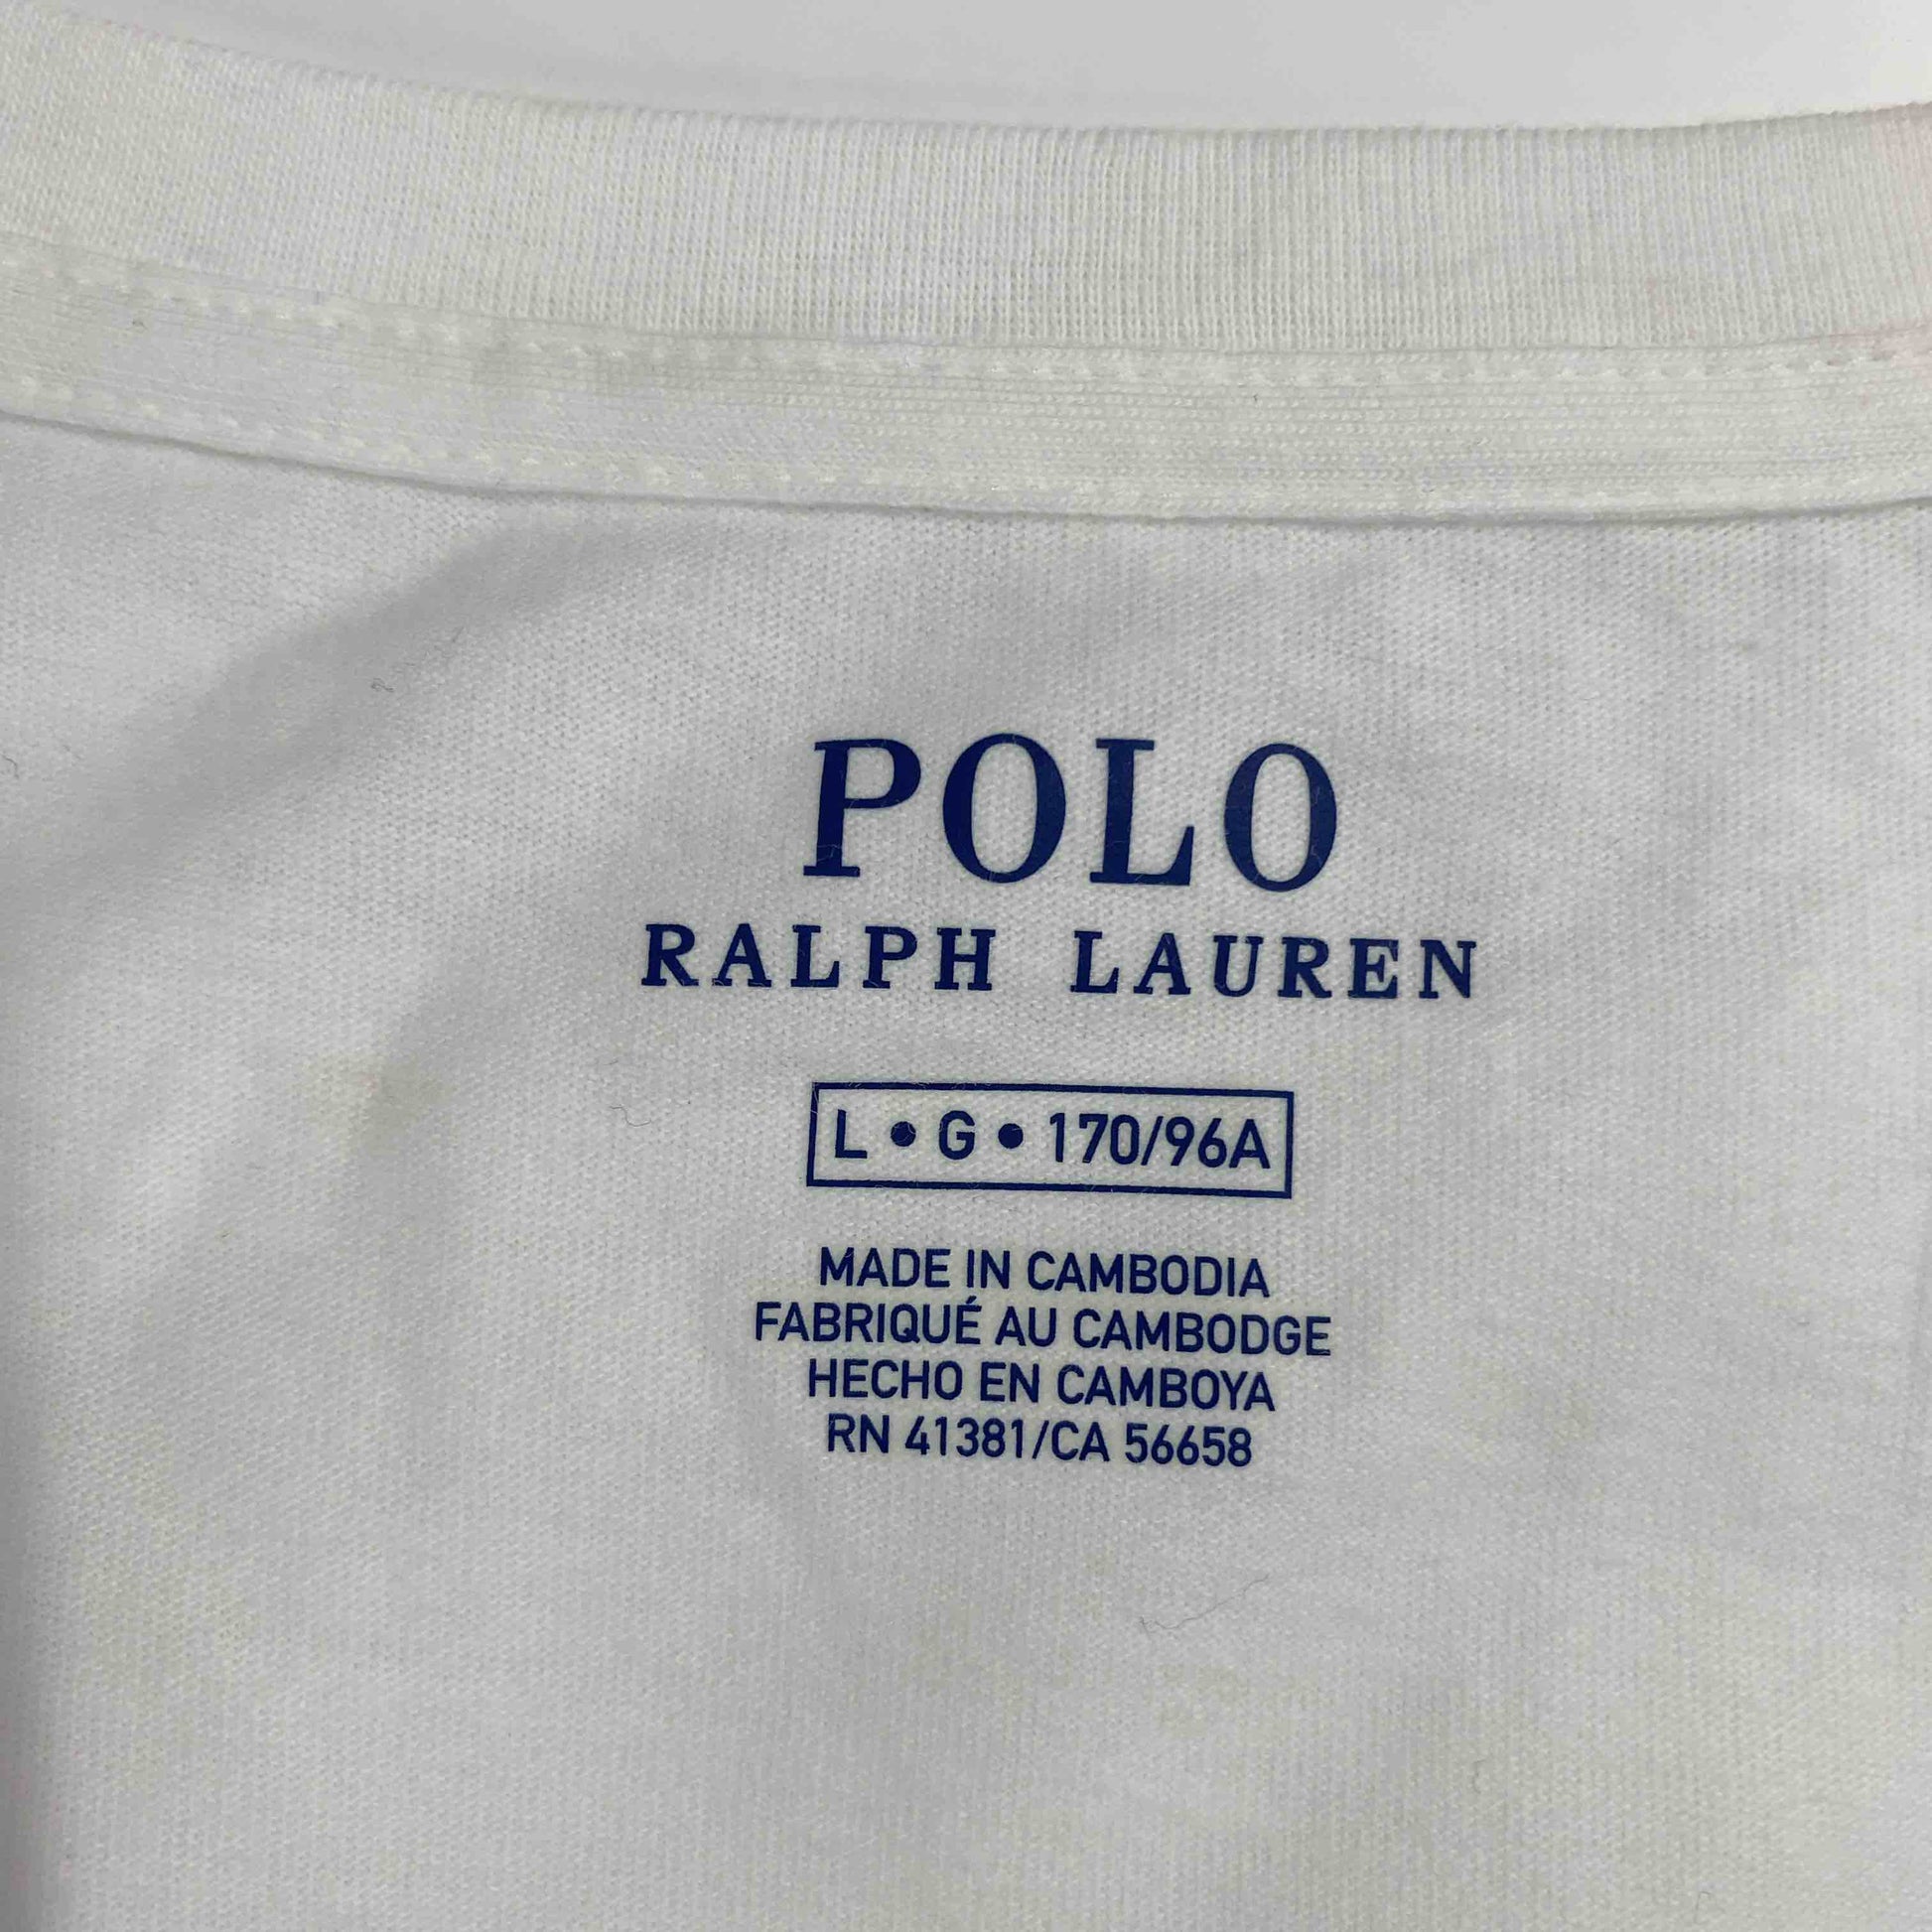 POLO
RALPH LAUREN
L • G • 170/96A
MADE IN CAMBODIA
FABRIQUÉ AU CAMBODGE
HECHO EN CAMBOYA
RN 41381/CA 56658